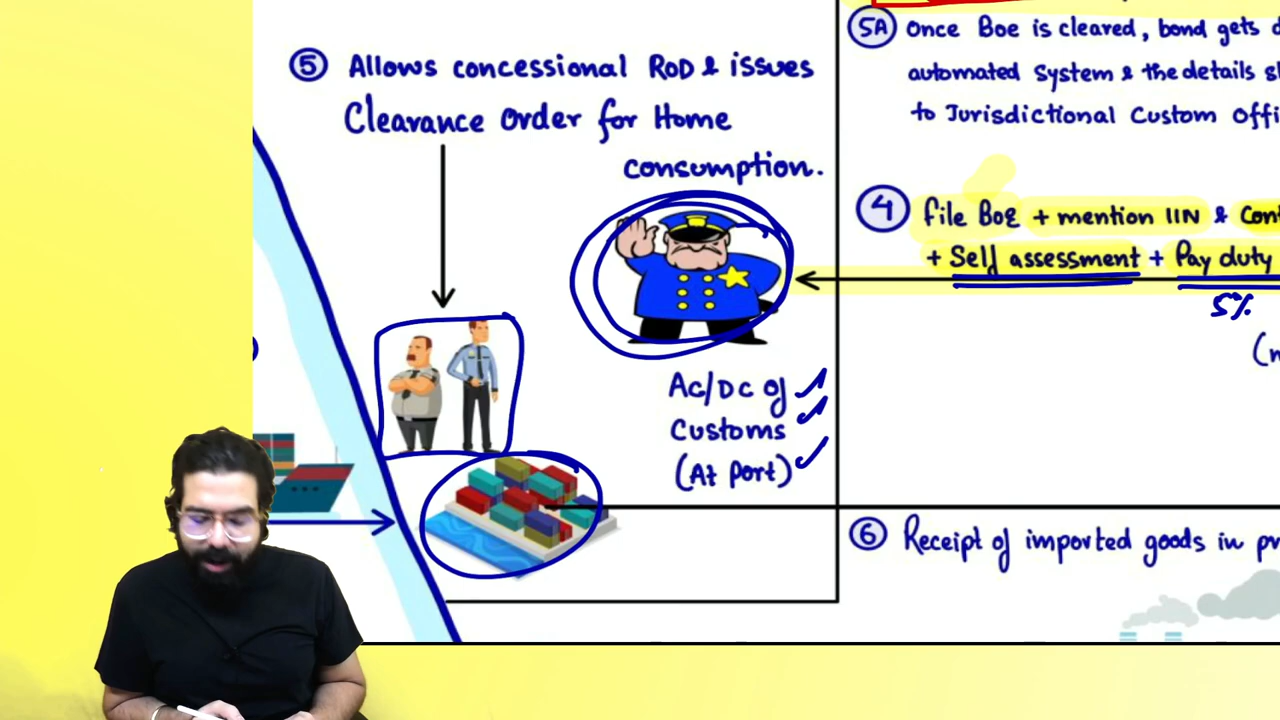 ⑤ Allows concessional RoD & issues
Clearance Order for Home
consumption.
Ac/Dc of
Customs
(At Port)
5A Once Boe is cleared, bond gets
automated System & the details
to Jurisdictional Custom
④ File BoE + mention IIN &
+ Self assessment + Pay duty
5%
⑥ Receipt of imported goods in